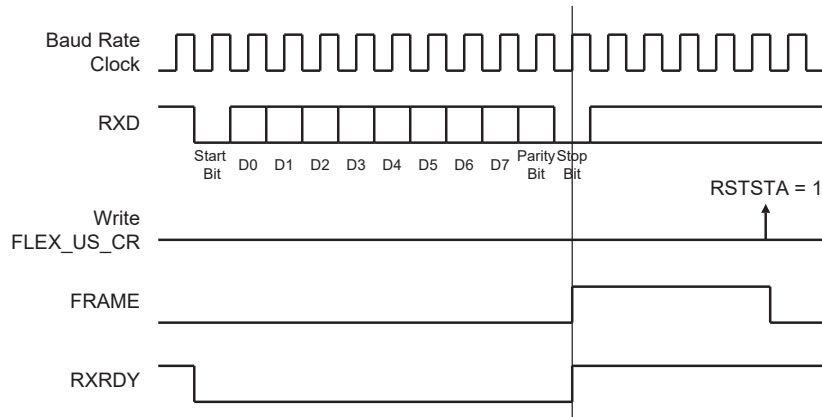 Baud Rate
Clock
RXD
Start
Bit
D0 D1 D2 D3 D4 D5 D6 D7
Parity
Bit
Stop
Bit
RSTSTA = 1
Write
FLEX_US_CR
FRAME
RXRDY